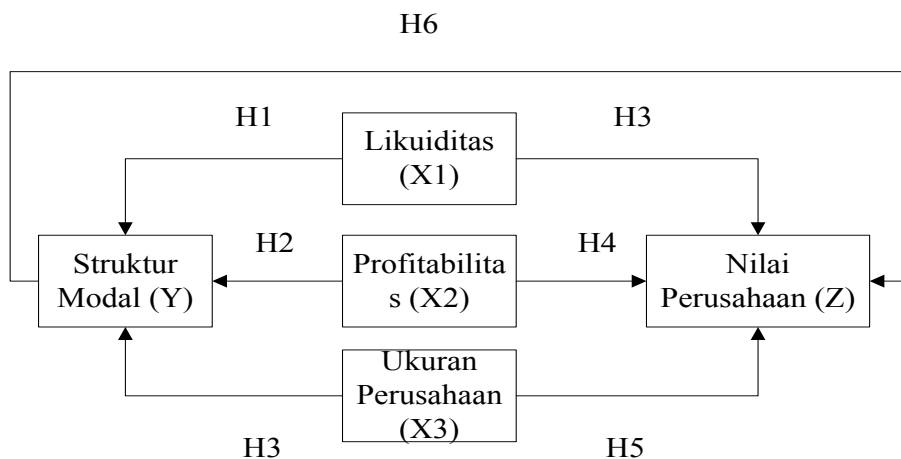 H6
H1
Likuiditas
(X1)
H3
Struktur
Modal (Y)
H2
Profitabilita
s (X2)
H4
Nilai
Perusahaan (Z)
Ukuran
Perusahaan
(X3)
H3
H5